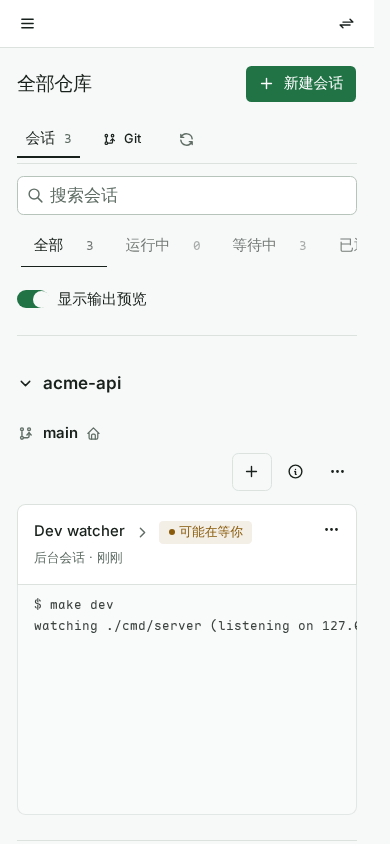 全部仓库
新建会话
会话 3
Git
搜索会话
全部 3
运行中 0
等待中 3
已
显示输出预览
acme-api
main
Dev watcher
可能在等你
后台会话 · 刚刚
$ make dev
watching ./cmd/server (listening on 127.